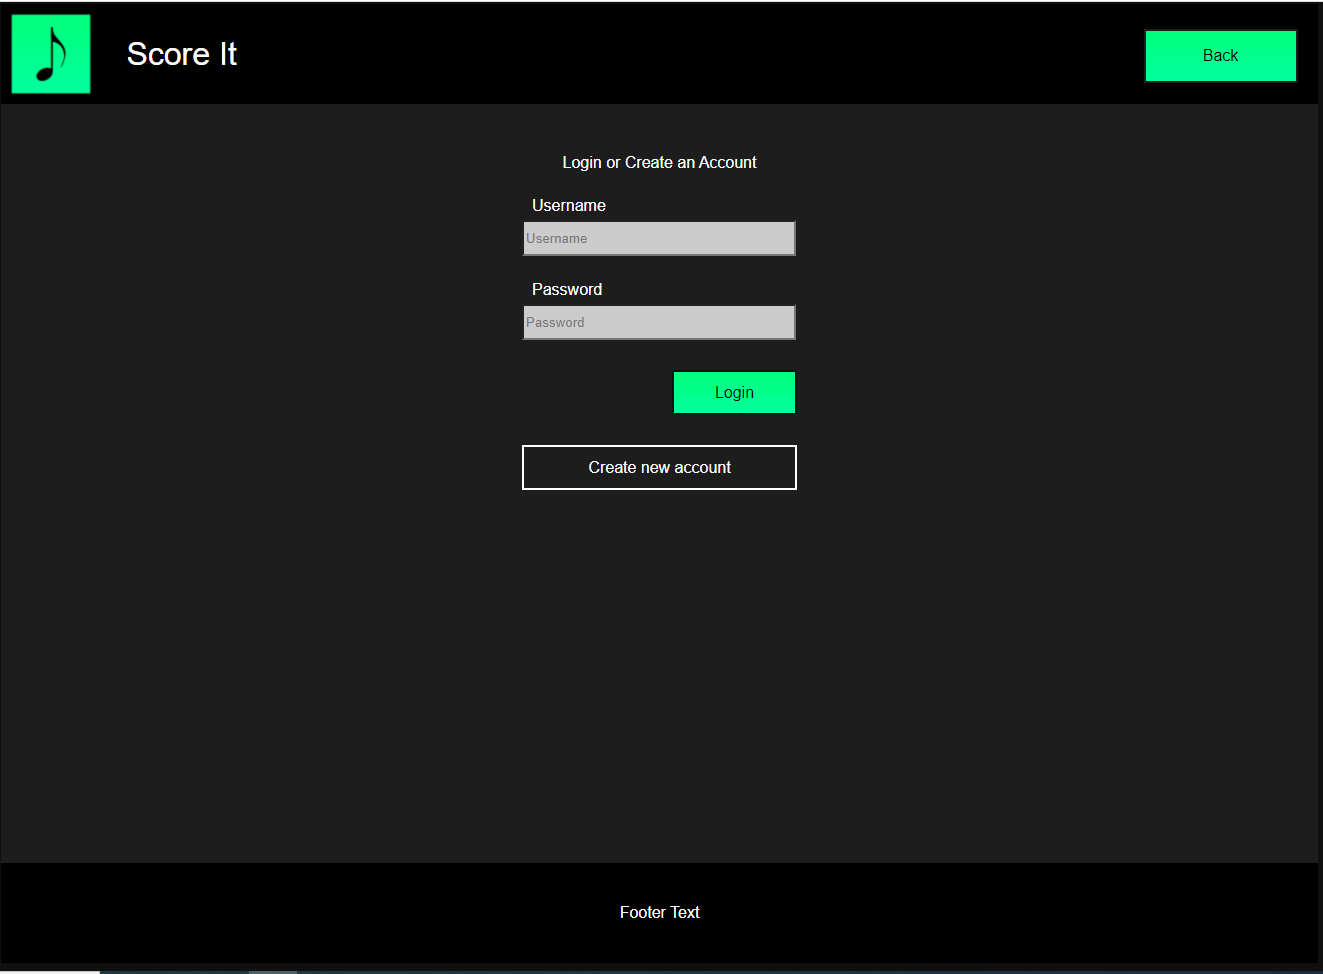 Score It
Back
Login or Create an Account
Username
Username
Password
Password
Login
Create new account
Footer Text